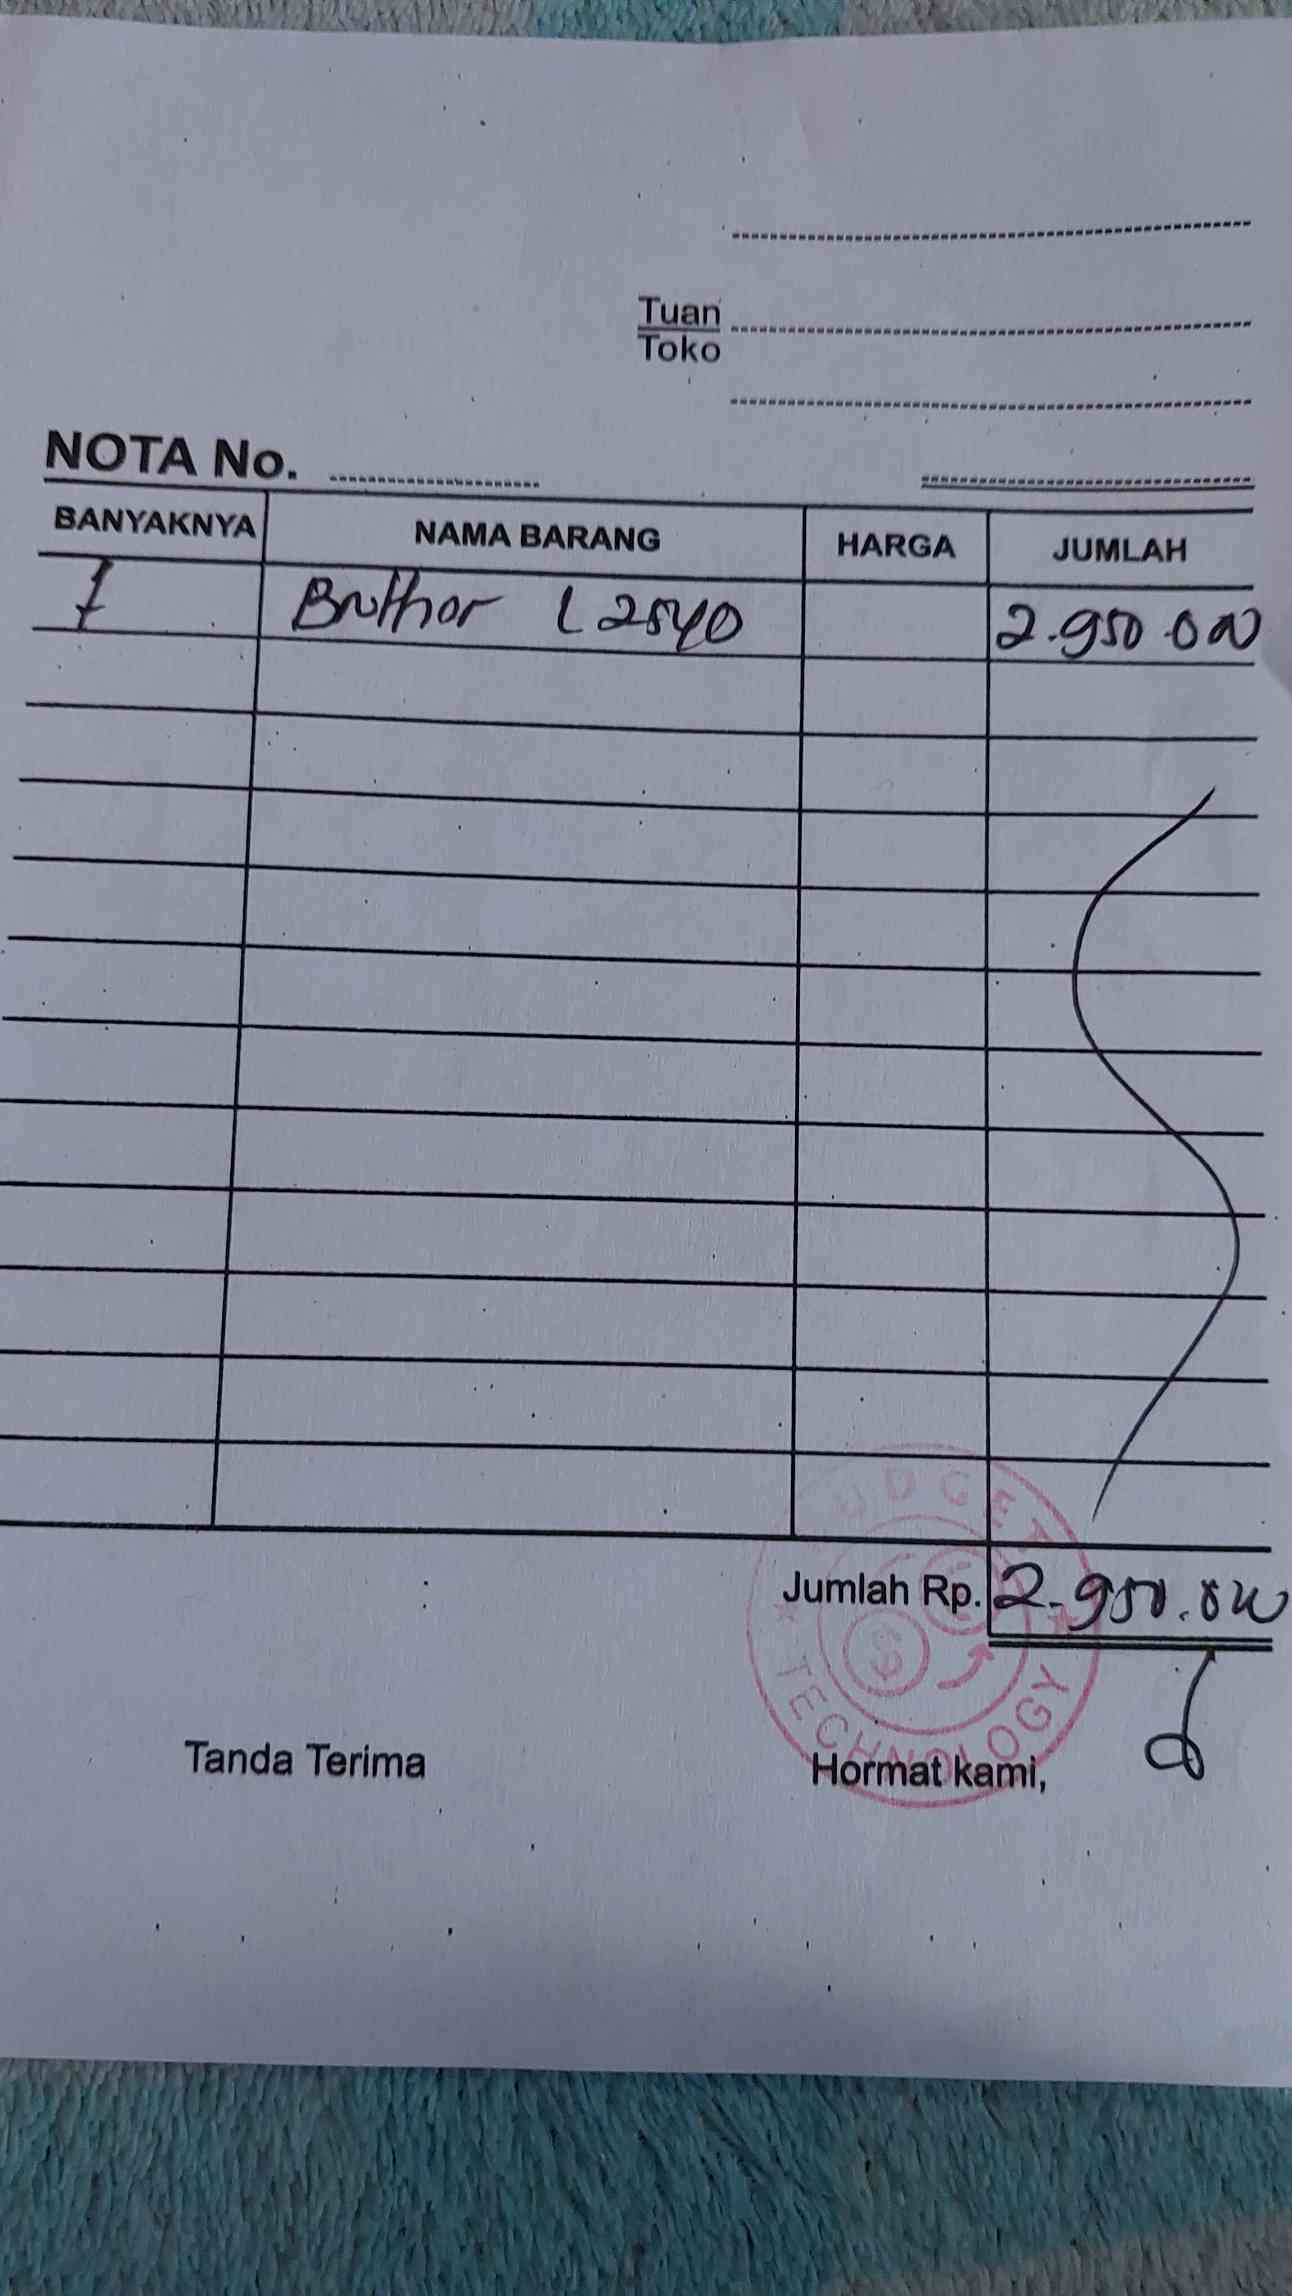 Tuan
Toko
NOTA No.
BANYAKNYA NAMA BARANG HARGA JUMLAH
1 Brother L2540 2.950.000
Jumlah Rp. 2.950.000
UDGET
TECHNOLOGY
Tanda Terima Hormat kami,